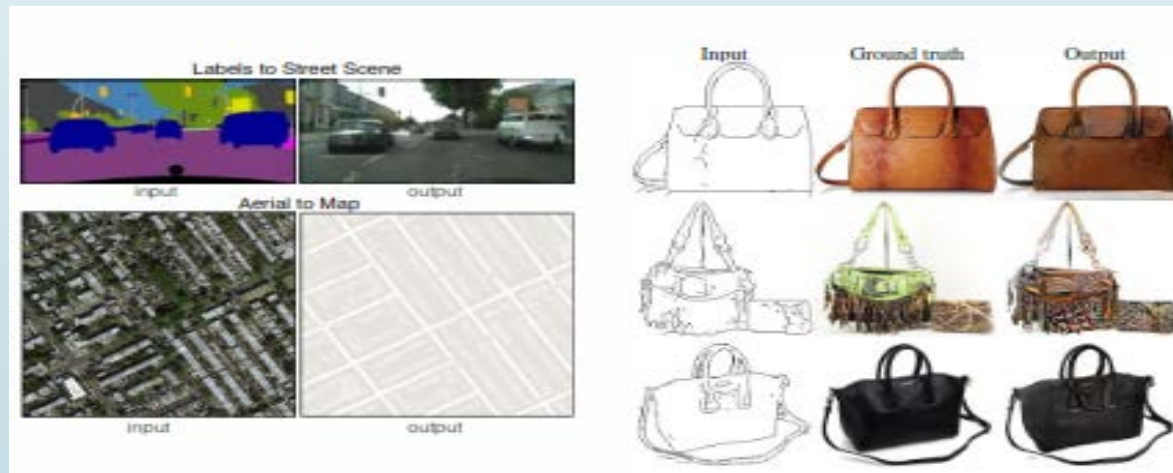 Labels to Street Scene
input output
Aerial to Map
input output
Input Ground truth Output